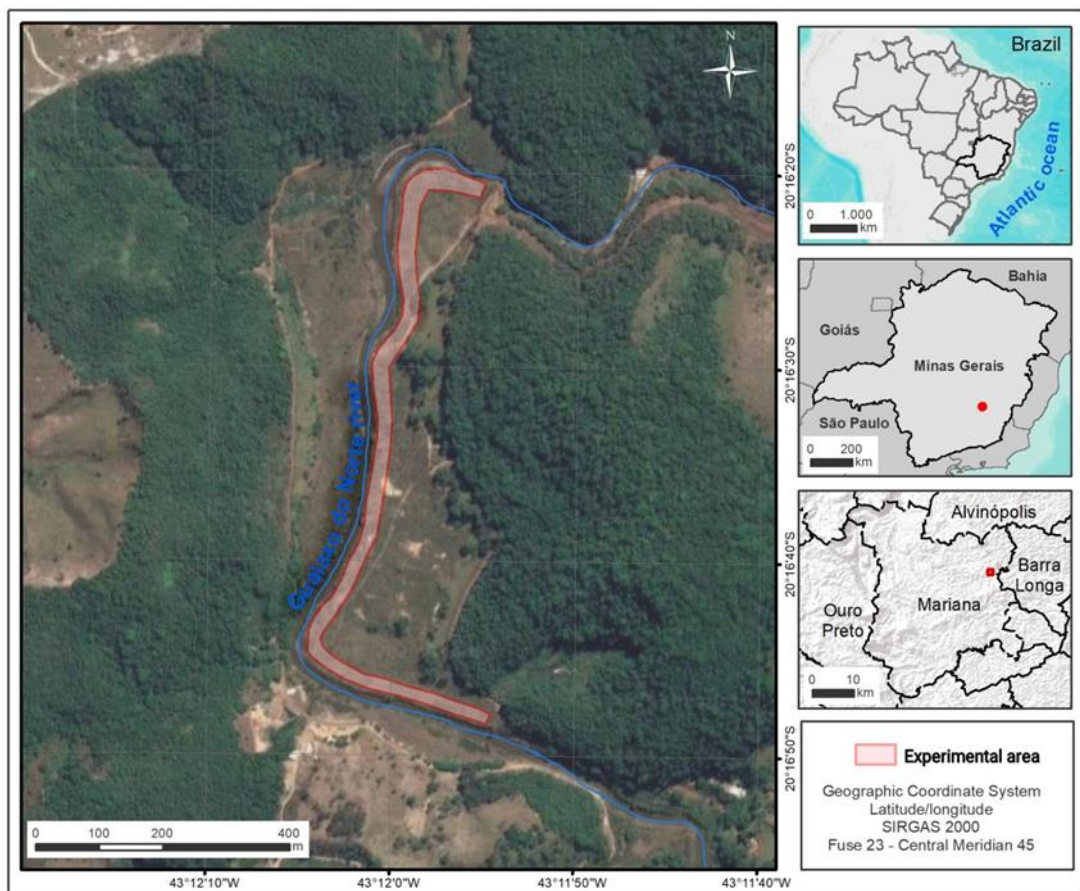 N
Gualaxo do Norte river
20°16'20"S
20°16'30"S
20°16'40"S
20°16'50"S
0 100 200 400
m
43°12'10"W 43°12'0"W 43°11'50"W 43°11'40"W
Brazil
Atlantic ocean
0 1.000
km
Bahia
Goiás
Minas Gerais
São Paulo
0 200
km
Alvinópolis
Barra
Longa
Mariana
Ouro
Preto
0 10
km
Experimental area
Geographic Coordinate System
Latitude/longitude
SIRGAS 2000
Fuse 23 - Central Meridian 45